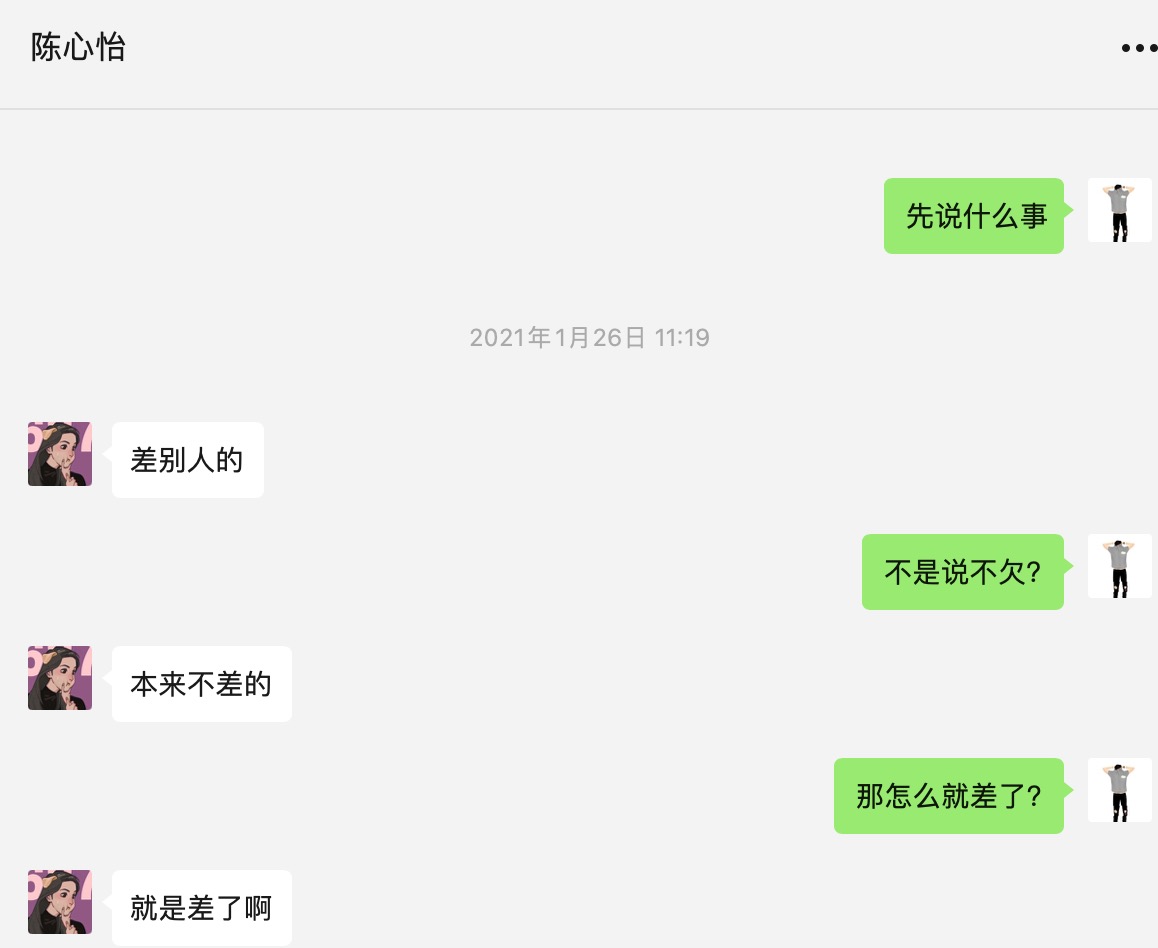 陈心怡
先说什么事
2021年1月26日 11:19
差别人的
不是说不欠?
本来不差的
那怎么就差了?
就是差了啊